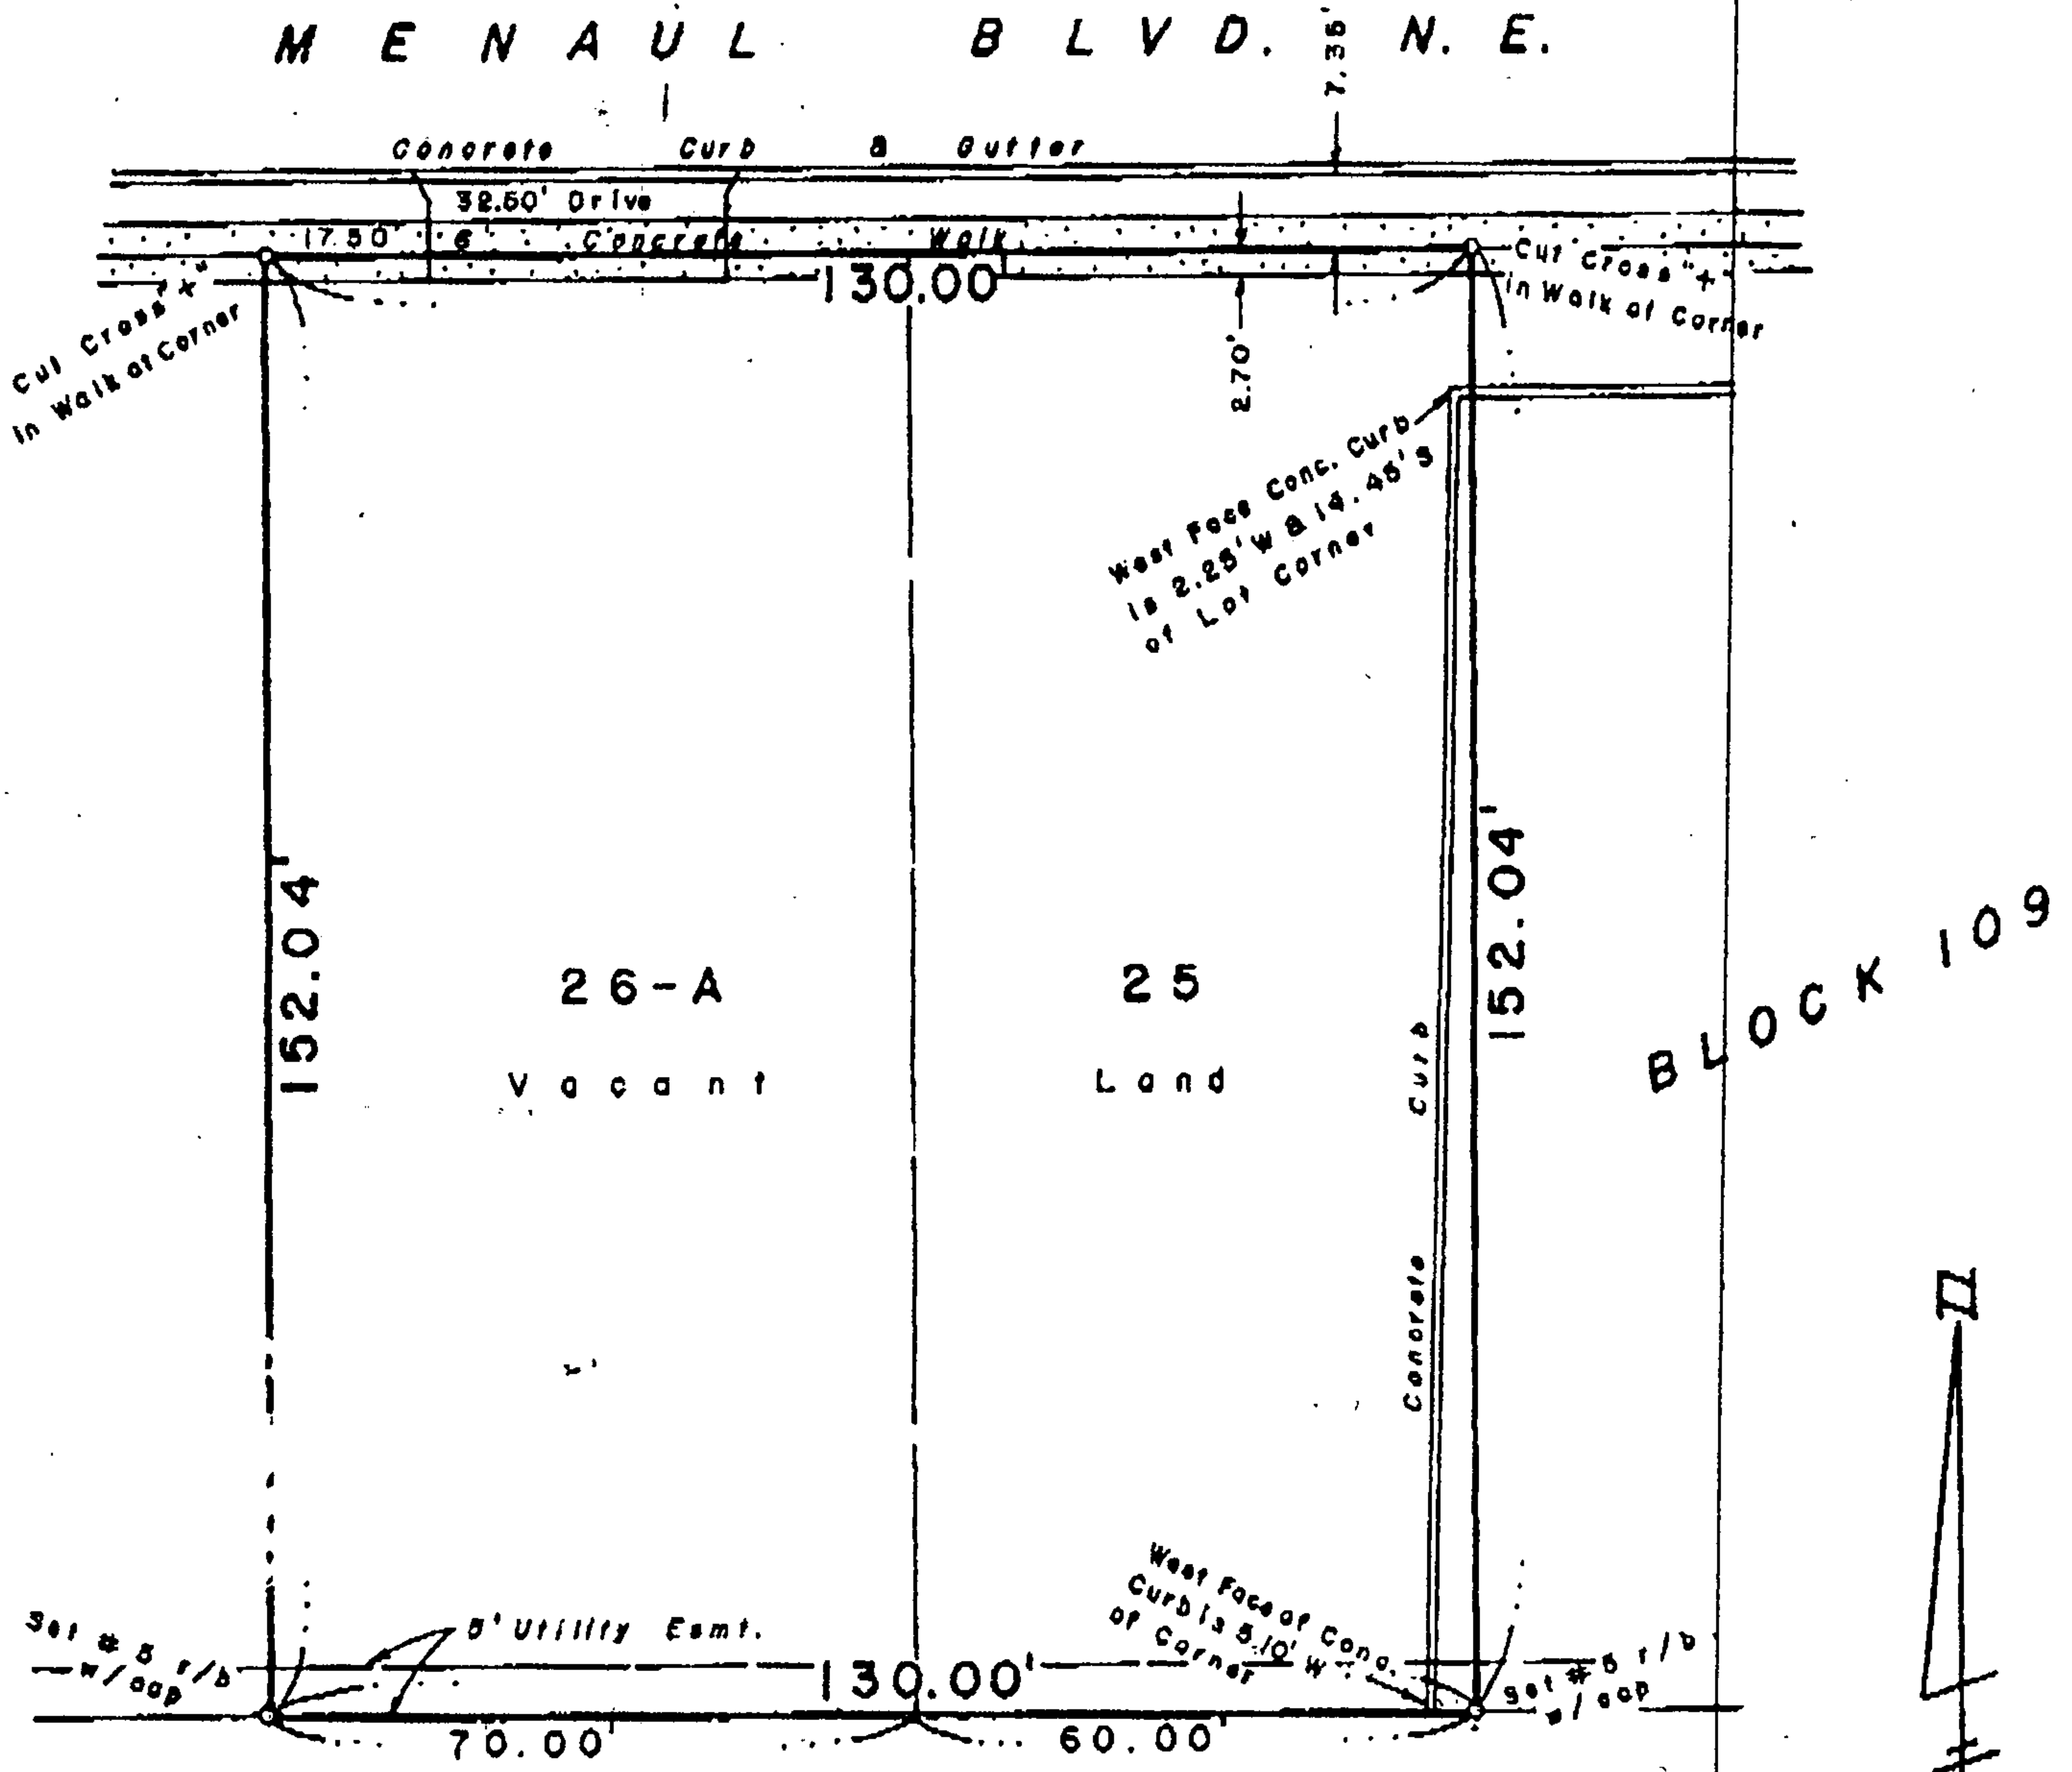 MENAUL BLVD. N. E.
7.35'
Concrete Curb & Gutter
32.50' Drive
17.50' 6' Concrete Walk
130.00'
Cut Cross "+"
in Walk at Corner
Cut Cross "+"
in Walk at Corner
2.70'
West Face Conc. Curb
is 2.25' W & 14.45' S
of Lot Corner
152.04'
152.04'
26-A
25
Vacant Land
BLOCK 109
Concrete Curb
West Face of Conc.
Curb is 5.10' W
of Corner
Set #5 r/b
w/cap
5' Utility Esmt.
130.00'
Set #5 r/b
w/cap
70.00'
60.00'